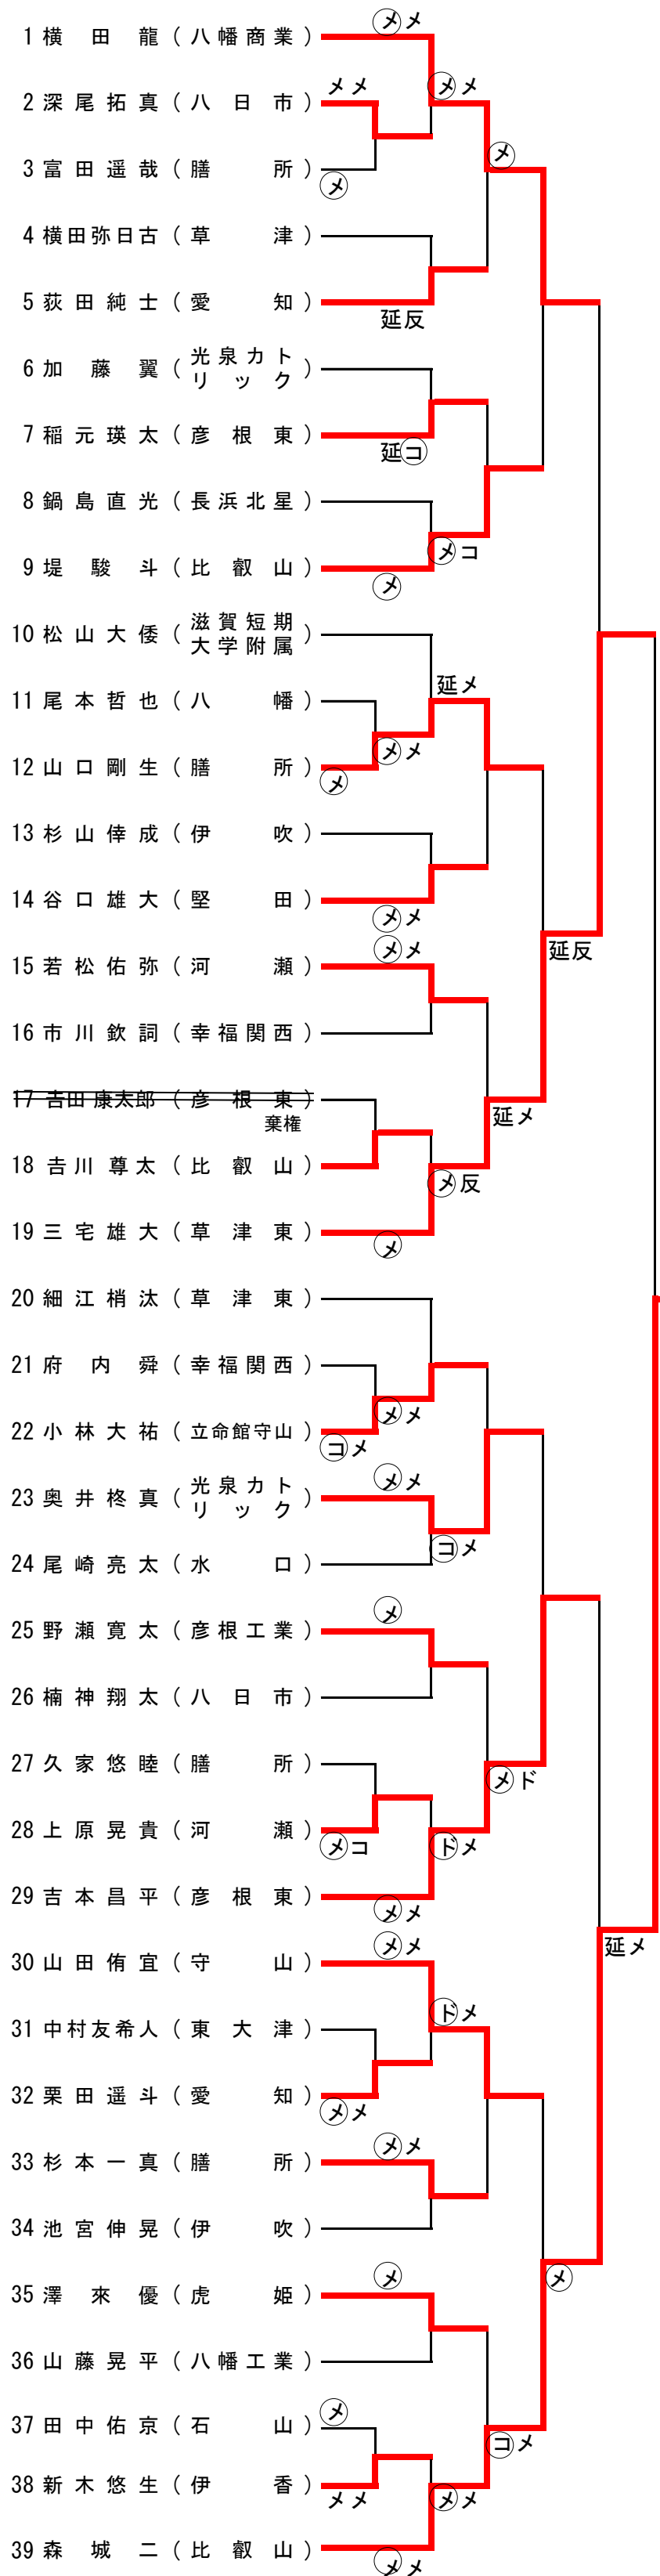 ㋱メ
1 横田龍（八幡商業）
メメ
㋱メ
2 深尾拓真（八日市）
㋱
3 富田遥哉（膳所）
㋱
4 横田弥日古（草津）
5 荻田純士（愛知）
延反
6 加藤翼（光泉カト
リック）
7 稲元瑛太（彦根東）
延㋙
8 鍋島直光（長浜北星）
㋱コ
9 堤駿斗（比叡山）
㋱
10 松山大倭（滋賀短期
大学附属）
延メ
11 尾本哲也（八幡）
㋱メ
12 山口剛生（膳所）
㋱
13 杉山倖成（伊吹）
14 谷口雄大（堅田）
㋱メ
㋱メ
延反
15 若松佑弥（河瀬）
16 市川欽詞（幸福関西）
17 吉田康太郎（彦根東）
棄権
延メ
18 吉川尊太（比叡山）
㋱反
19 三宅雄大（草津東）
㋱
20 細江梢汰（草津東）
21 府内舜（幸福関西）
㋱メ
22 小林大祐（立命館守山）
㋙メ
㋱メ
23 奥井柊真（光泉カト
リック）
㋙メ
24 尾崎亮太（水口）
㋱
25 野瀬寛太（彦根工業）
26 楠神翔太（八日市）
27 久家悠睦（膳所）
㋱ド
28 上原晃貴（河瀬）
㋱コ
ド メ
29 吉本昌平（彦根東）
㋱メ
㋱メ
延メ
30 山田侑宜（守山）
ド メ
31 中村友希人（東大津）
32 栗田遥斗（愛知）
㋱メ
㋱メ
33 杉本一真（膳所）
34 池宮伸晃（伊吹）
㋱
㋱
35 澤來優（虎姫）
36 山藤晃平（八幡工業）
㋱
37 田中佑京（石山）
㋙メ
38 新木悠生（伊香）
メメ
㋱メ
39 森城二（比叡山）
㋱メ